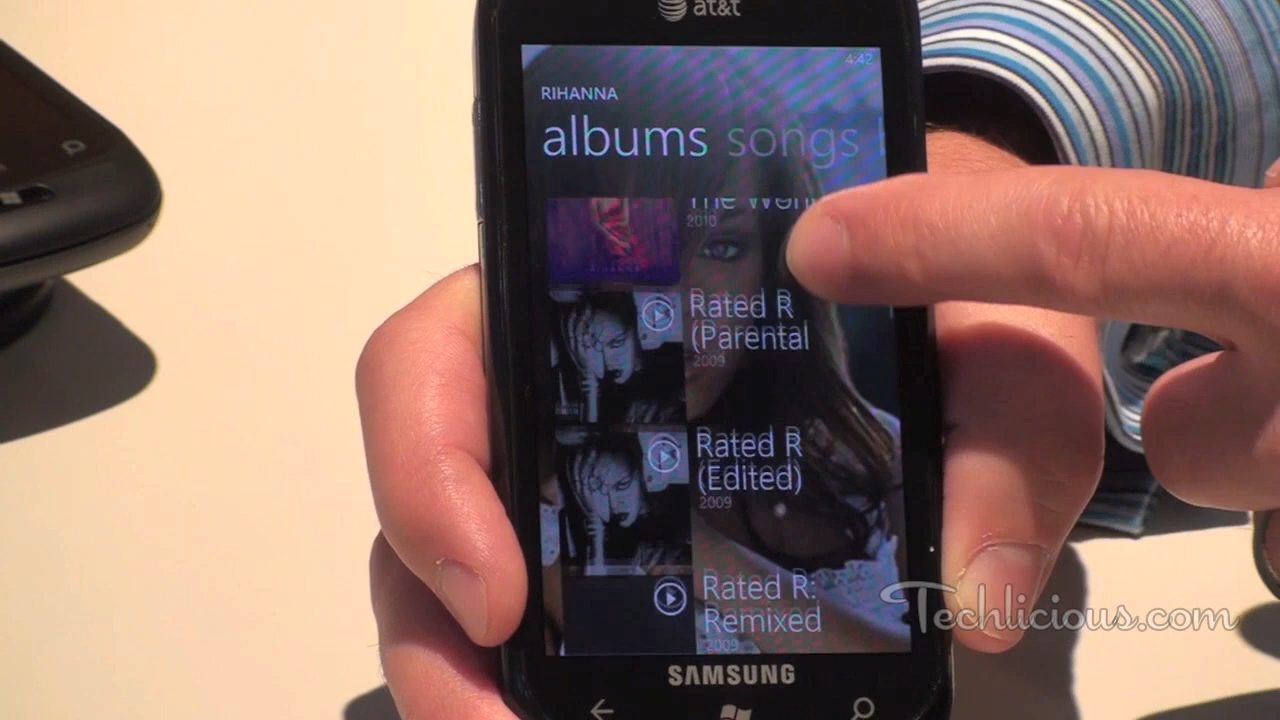 at&t
4:42
RIHANNA
albums songs
2010
Rated R
(Parental
2009
Rated R
(Edited)
2009
Rated R:
Remixed
2009
Techlicious.com
SAMSUNG